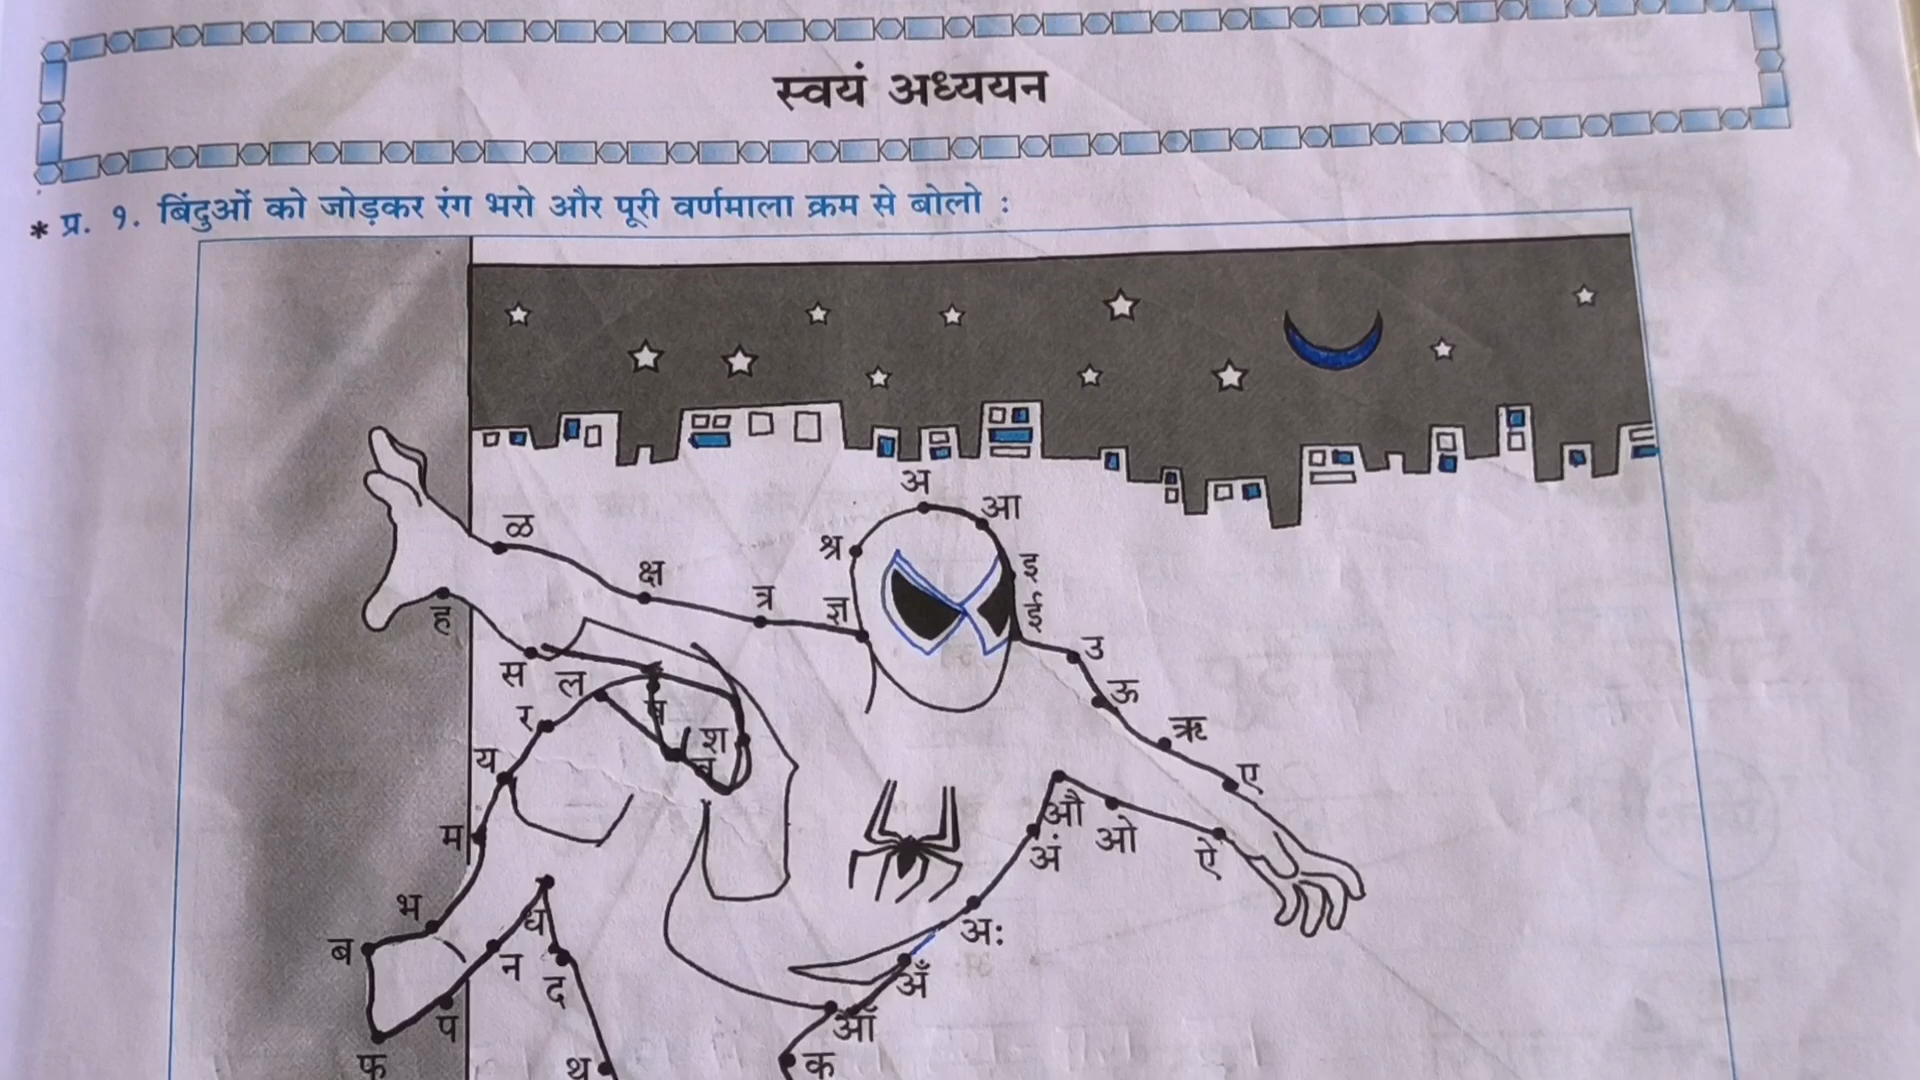 स्वयं अध्ययन
* प्र. १. बिंदुओं को जोड़कर रंग भरो और पूरी वर्णमाला क्रम से बोलो :
अ
आ
श्र
ळ
इ
क्ष
त्र
ज्ञ
ई
ह
उ
स
ल
ऊ
ष
र
ऋ
श
व
य
ए
औ
म
ओ
अं
ऐ
भ
ध
अः
ब
न
द
अँ
प
ऑ
फ
थ
क